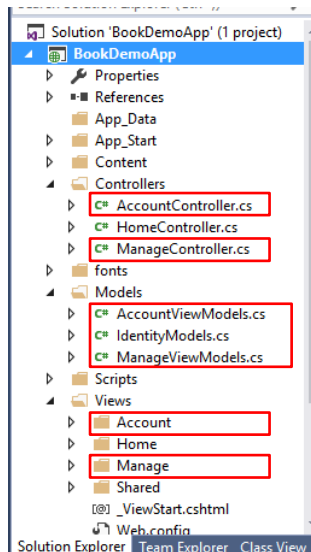 Solution 'BookDemoApp' (1 project)
BookDemoApp
Properties
References
App_Data
App_Start
Content
Controllers
C# AccountController.cs
C# HomeController.cs
C# ManageController.cs
fonts
Models
C# AccountViewModels.cs
C# IdentityModels.cs
C# ManageViewModels.cs
Scripts
Views
Account
Home
Manage
Shared
[@] _ViewStart.cshtml
Web.config
Solution Explorer Team Explorer Class View